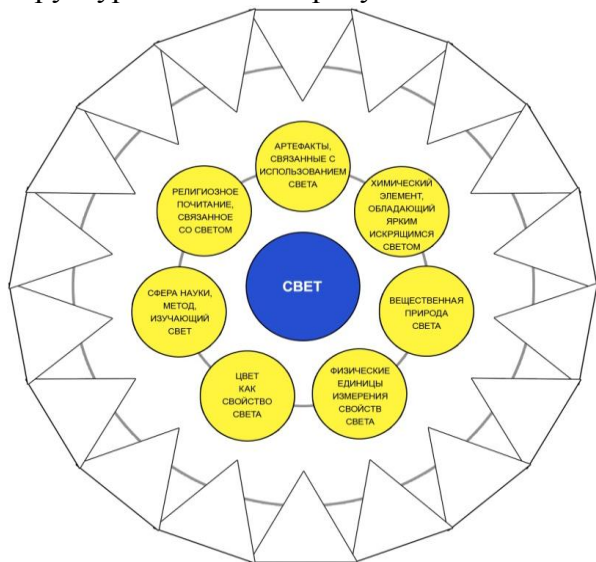 АРТЕФАКТЫ,
СВЯЗАННЫЕ С
ИСПОЛЬЗОВАНИЕМ
СВЕТА
ХИМИЧЕСКИЙ
ЭЛЕМЕНТ,
ОБЛАДАЮЩИЙ
ЯРКИМ
ИСКРЯЩИМСЯ
СВЕТОМ
ВЕЩЕСТВЕННАЯ
ПРИРОДА
СВЕТА
ФИЗИЧЕСКИЕ
ЕДИНИЦЫ
ИЗМЕРЕНИЯ
СВОЙСТВ
СВЕТА
ЦВЕТ
КАК
СВОЙСТВО
СВЕТА
СФЕРА НАУКИ,
МЕТОД,
ИЗУЧАЮЩИЙ
СВЕТ
РЕЛИГИОЗНОЕ
ПОЧИТАНИЕ,
СВЯЗАННОЕ
СО СВЕТОМ
СВЕТ